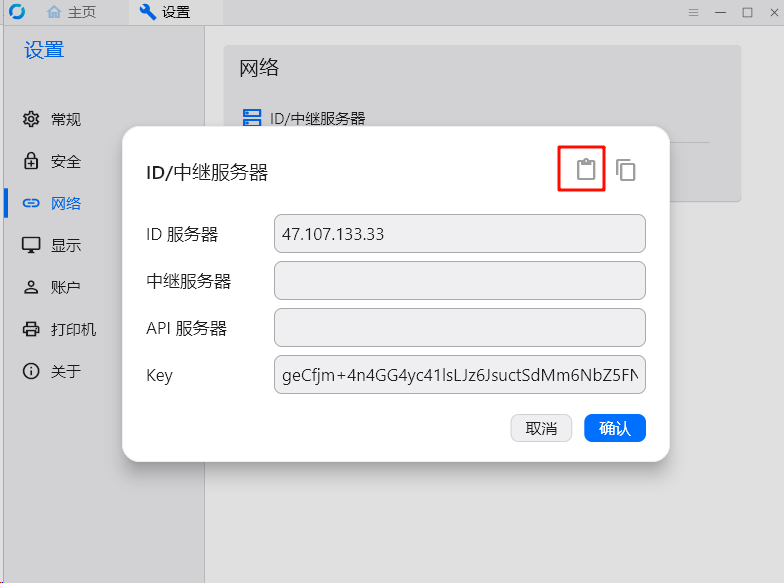 主页
设置
设置
常规
安全
网络
显示
账户
打印机
关于
网络
ID/中继服务器
ID/中继服务器
ID 服务器
47.107.133.33
中继服务器
API 服务器
Key
geCfjm+4n4GG4yc41lsLJz6JsuctSdMm6NbZ5FN
取消
确认